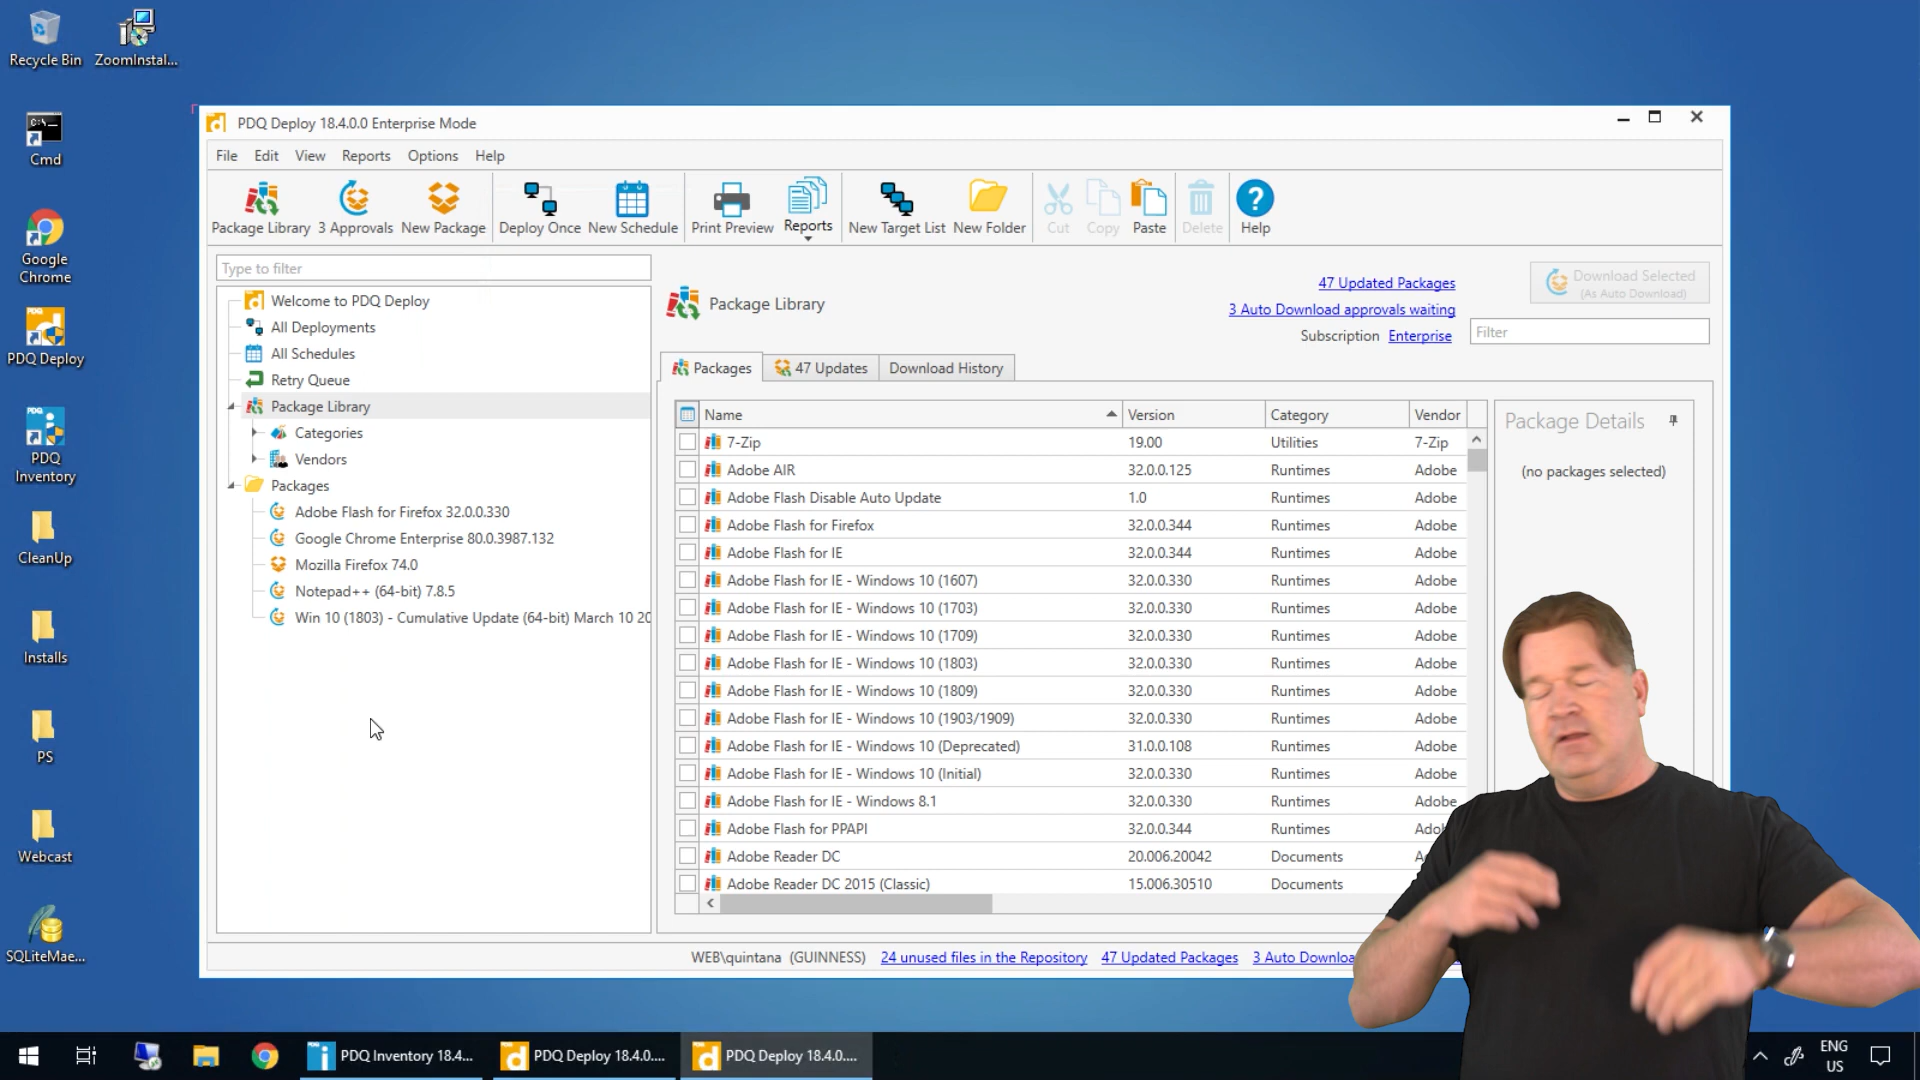 Recycle Bin
ZoomInstal...
Cmd
Google
Chrome
PDQ Deploy
PDQ
Inventory
CleanUp
Installs
PS
Webcast
SQLiteMae...
PDQ Deploy 18.4.0.0 Enterprise Mode
File Edit View Reports Options Help
Package Library 3 Approvals New Package Deploy Once New Schedule Print Preview Reports New Target List New Folder Cut Copy Paste Delete Help
Type to filter
Welcome to PDQ Deploy
All Deployments
All Schedules
Retry Queue
Package Library
Categories
Vendors
Packages
Adobe Flash for Firefox 32.0.0.330
Google Chrome Enterprise 80.0.3987.132
Mozilla Firefox 74.0
Notepad++ (64-bit) 7.8.5
Win 10 (1803) - Cumulative Update (64-bit) March 10 20
Package Library
47 Updated Packages
3 Auto Download approvals waiting
Subscription Enterprise
Download Selected
(As Auto Download)
Filter
Packages 47 Updates Download History
Name Version Category Vendor
7-Zip 19.00 Utilities 7-Zip
Adobe AIR 32.0.0.125 Runtimes Adobe
Adobe Flash Disable Auto Update 1.0 Runtimes Adobe
Adobe Flash for Firefox 32.0.0.344 Runtimes Adobe
Adobe Flash for IE 32.0.0.344 Runtimes Adobe
Adobe Flash for IE - Windows 10 (1607) 32.0.0.330 Runtimes Adobe
Adobe Flash for IE - Windows 10 (1703) 32.0.0.330 Runtimes Adobe
Adobe Flash for IE - Windows 10 (1709) 32.0.0.330 Runtimes Adobe
Adobe Flash for IE - Windows 10 (1803) 32.0.0.330 Runtimes Adobe
Adobe Flash for IE - Windows 10 (1809) 32.0.0.330 Runtimes Adobe
Adobe Flash for IE - Windows 10 (1903/1909) 32.0.0.330 Runtimes Adobe
Adobe Flash for IE - Windows 10 (Deprecated) 31.0.0.108 Runtimes Adobe
Adobe Flash for IE - Windows 10 (Initial) 32.0.0.330 Runtimes Adobe
Adobe Flash for IE - Windows 8.1 32.0.0.330 Runtimes Adobe
Adobe Flash for PPAPI 32.0.0.344 Runtimes
Adobe Reader DC 20.006.20042 Documents
Adobe Reader DC 2015 (Classic) 15.006.30510 Documents
Package Details
(no packages selected)
WEB\quintana (GUINNESS) 24 unused files in the Repository 47 Updated Packages 3 Auto Downloa
PDQ Inventory 18.4... PDQ Deploy 18.4.0.... PDQ Deploy 18.4.0....
ENG
US